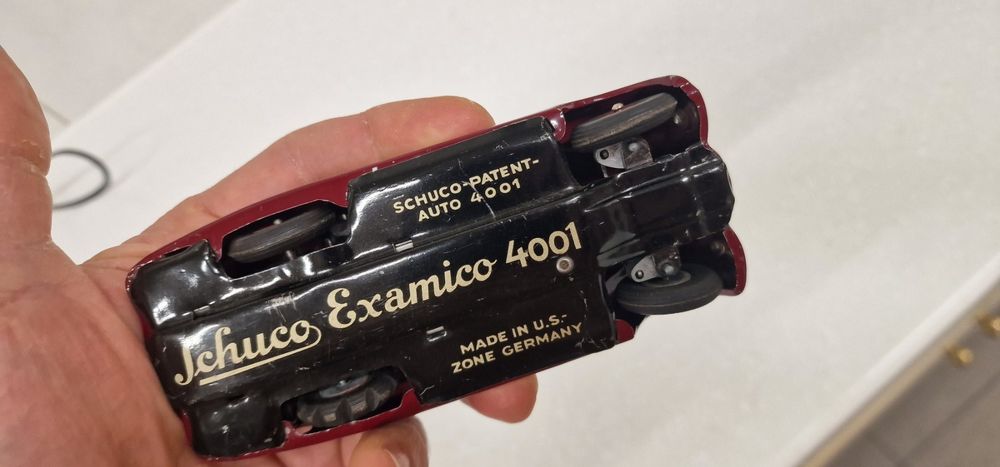 SCHUCO-PATENT-
AUTO 4001
Schuco Examico 4001
MADE IN U.S.-
ZONE GERMANY